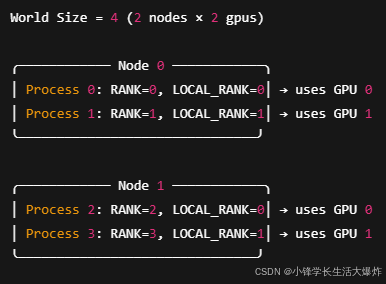 World Size = 4 (2 nodes × 2 gpus)
Node 0
Process 0: RANK=0, LOCAL_RANK=0 → uses GPU 0
Process 1: RANK=1, LOCAL_RANK=1 → uses GPU 1
Node 1
Process 2: RANK=2, LOCAL_RANK=0 → uses GPU 0
Process 3: RANK=3, LOCAL_RANK=1 → uses GPU 1
CSDN @小锋学长生活大爆炸